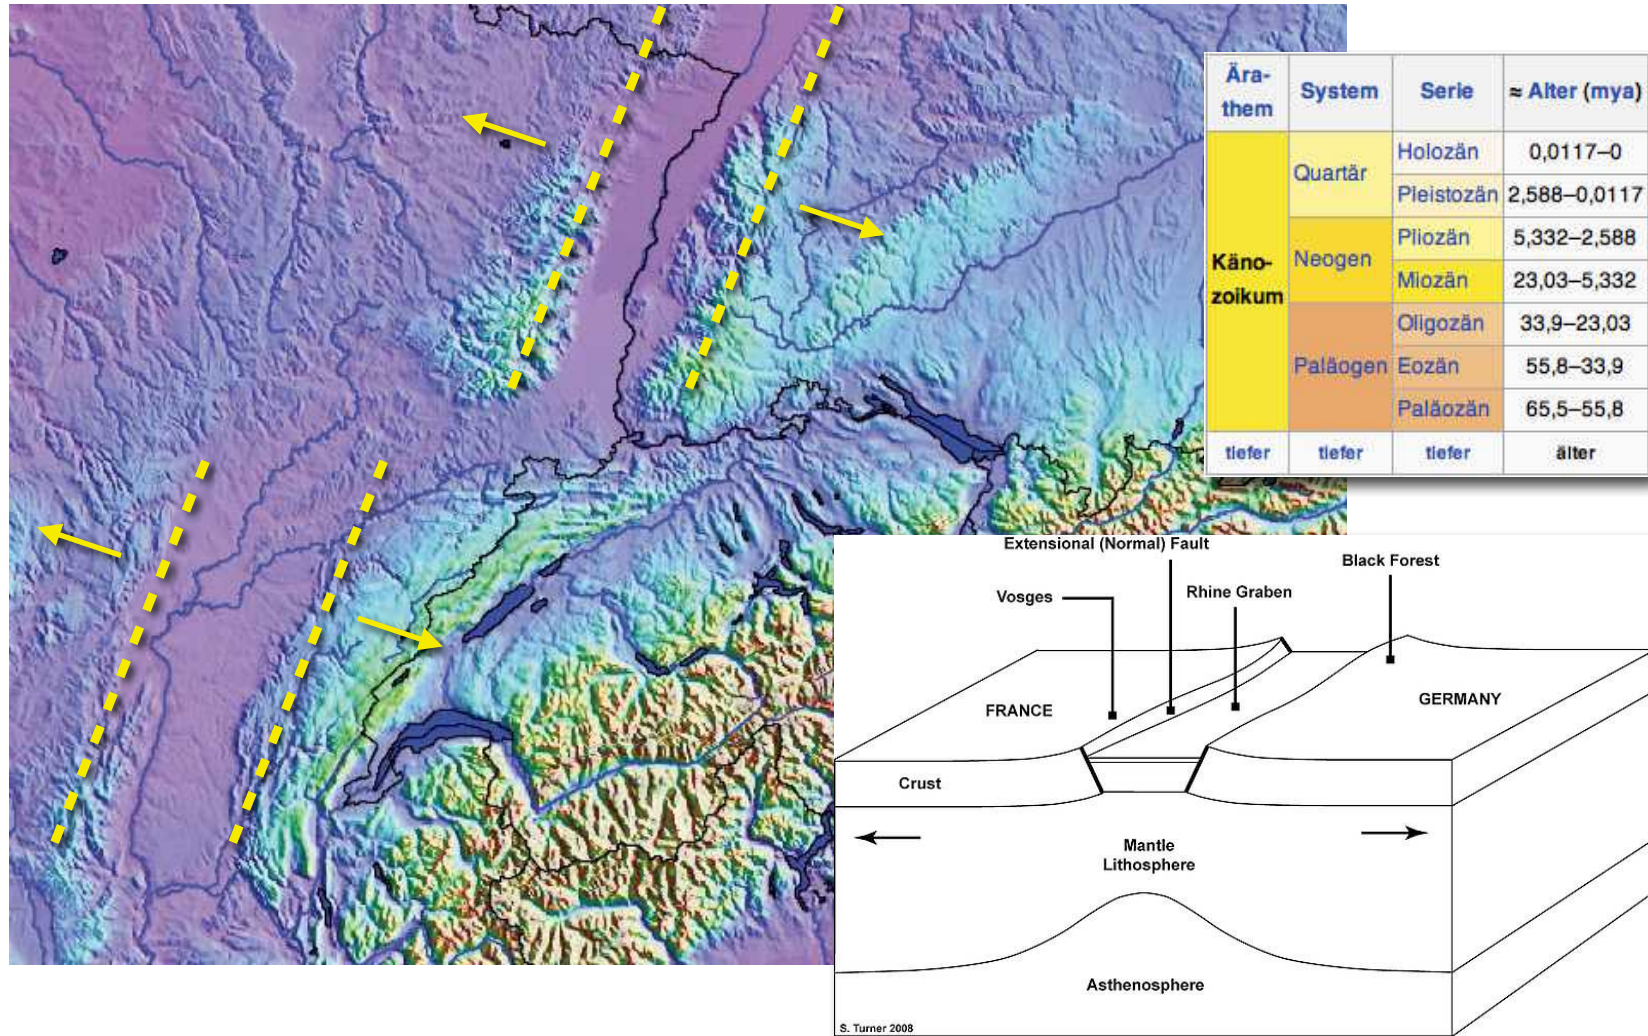 Ära-
them
System
Serie
≈ Alter (mya)
Käno-
zoikum
Quartär
Holozän
0,0117–0
Pleistozän
2,588–0,0117
Neogen
Pliozän
5,332–2,588
Miozän
23,03–5,332
Paläogen
Oligozän
33,9–23,03
Eozän
55,8–33,9
Paläozän
65,5–55,8
tiefer
tiefer
tiefer
älter
Extensional (Normal) Fault
Black Forest
Vosges
Rhine Graben
FRANCE
GERMANY
Crust
Mantle
Lithosphere
Asthenosphere
S. Turner 2008